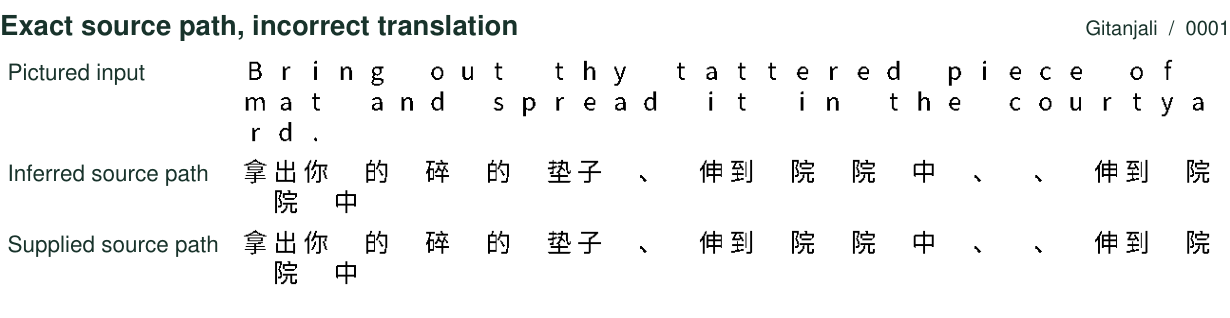 Exact source path, incorrect translation Gitanjali / 0001
Pictured input Bring out thy tattered piece of
mat and spread it in the courtya
rd.
Inferred source path 拿出你 的 碎 的 垫子 、 伸到 院 院 中 、 、 伸到 院
院 中
Supplied source path 拿出你 的 碎 的 垫子 、 伸到 院 院 中 、 、 伸到 院
院 中